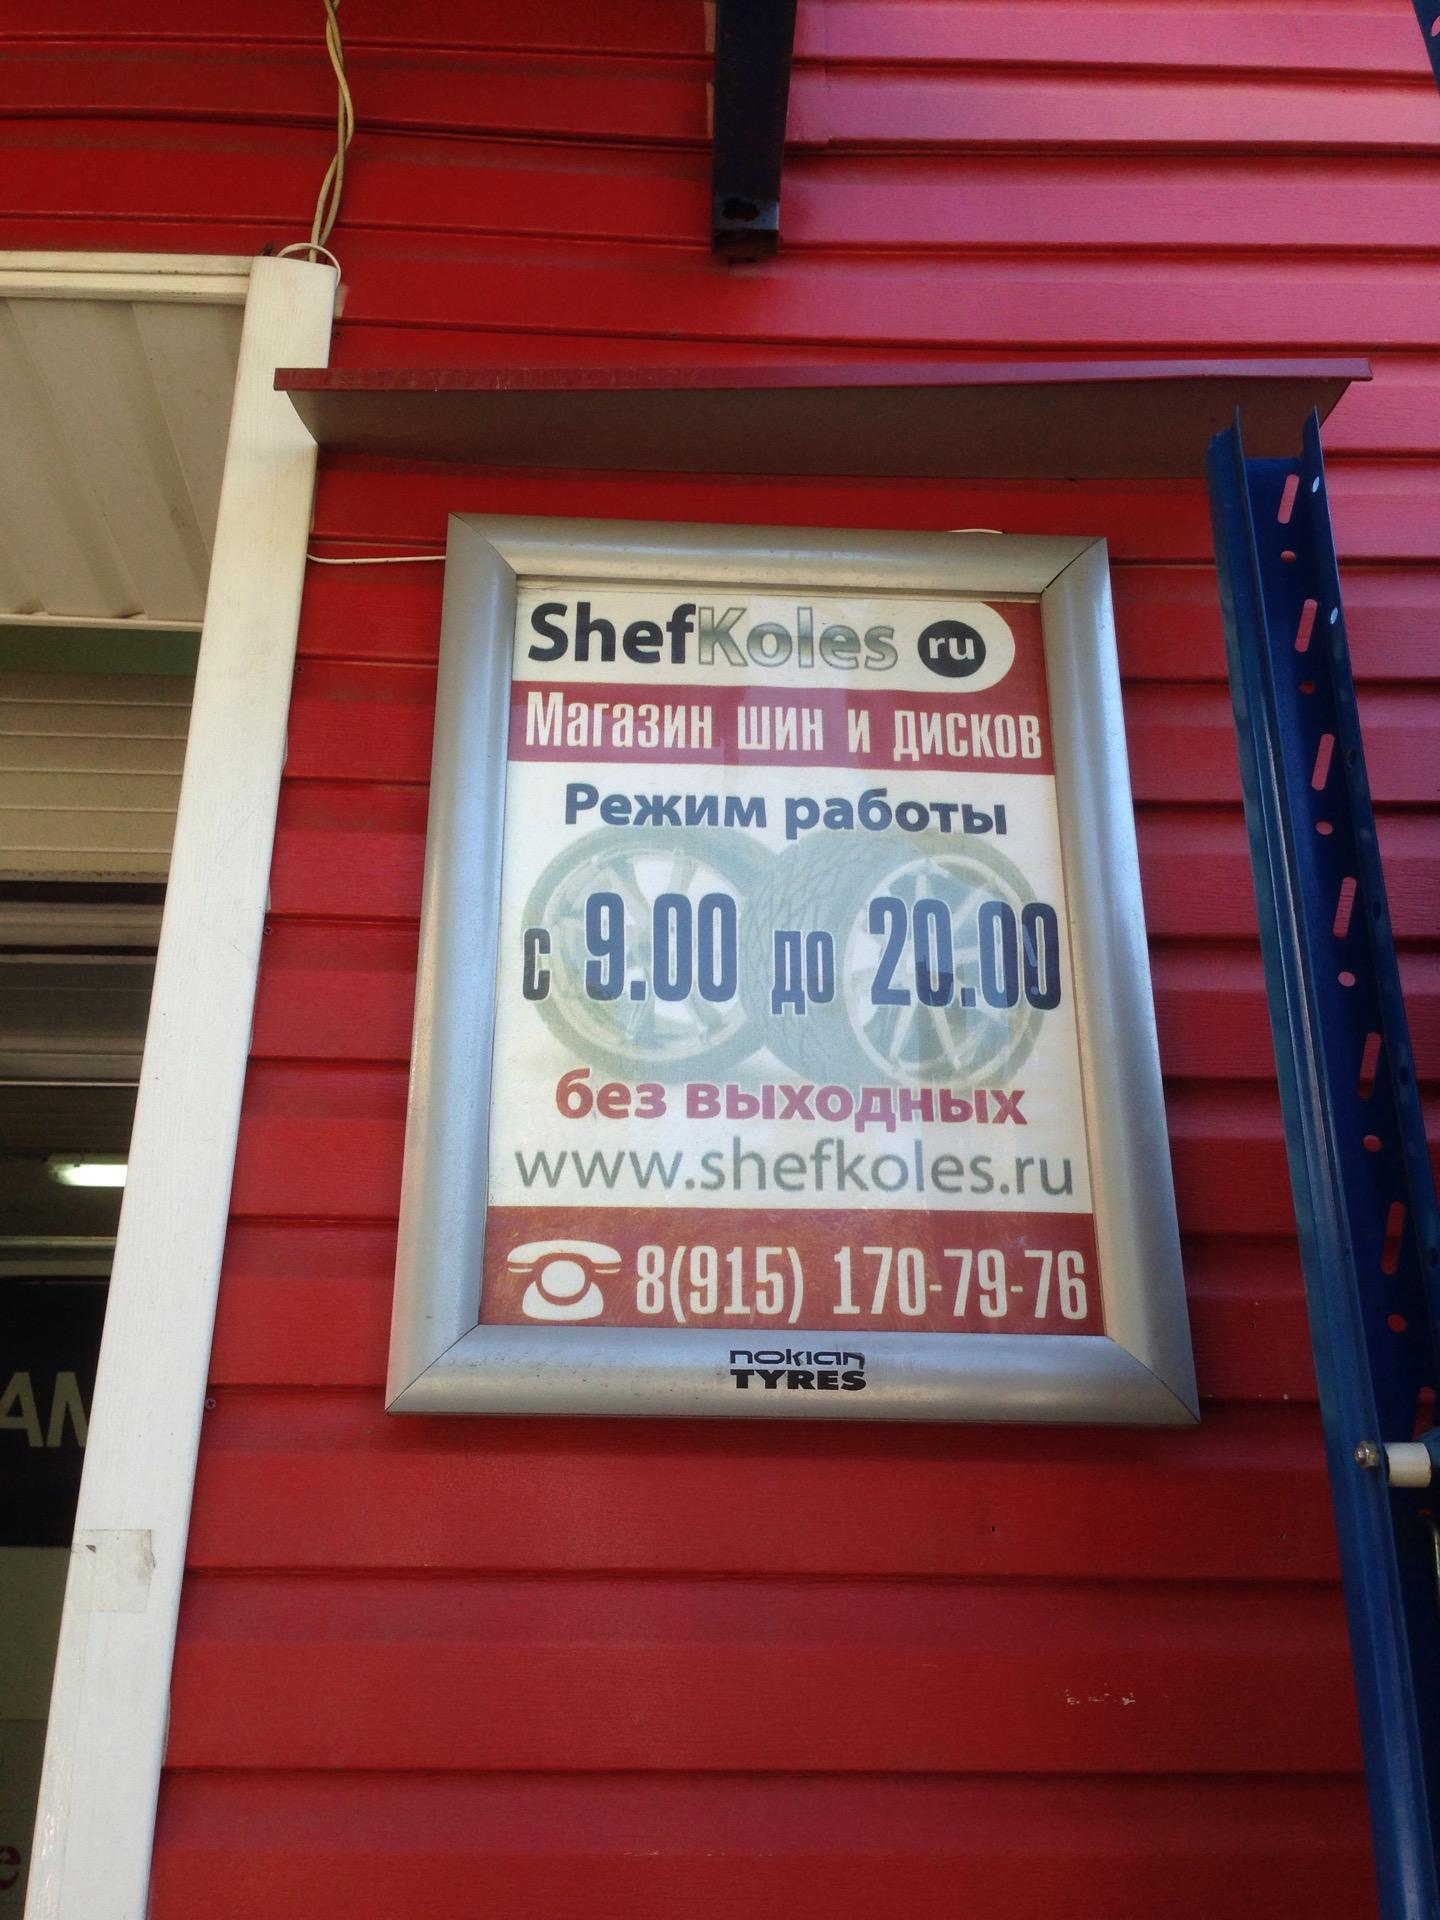 ShefKoles ru
Магазин шин и дисков
Режим работы
с 9.00 до 20.00
без выходных
www.shefkoles.ru
8(915) 170-79-76
nokian
TYRES
AM
e